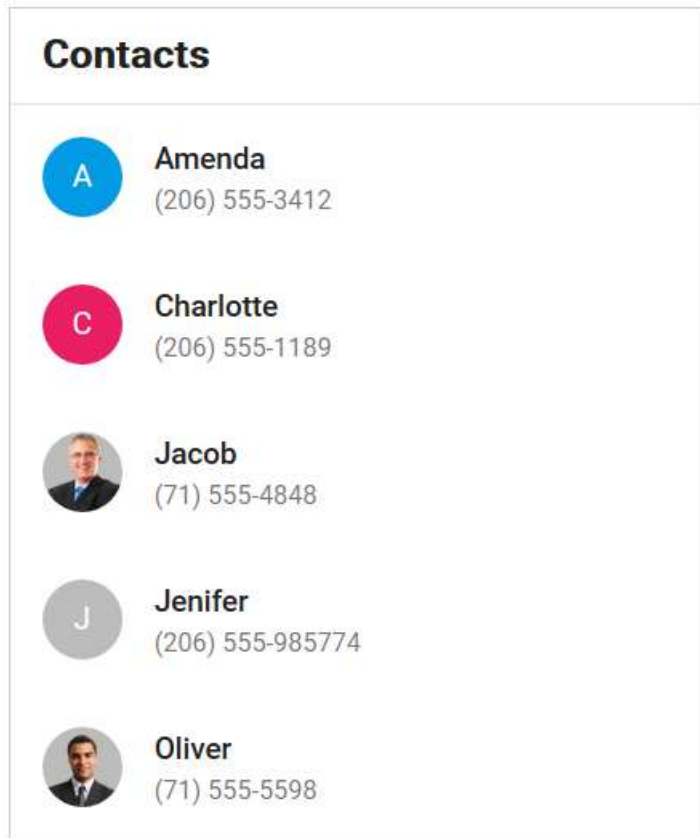 Contacts
A
Amenda
(206) 555-3412
C
Charlotte
(206) 555-1189
Jacob
(71) 555-4848
J
Jenifer
(206) 555-985774
Oliver
(71) 555-5598